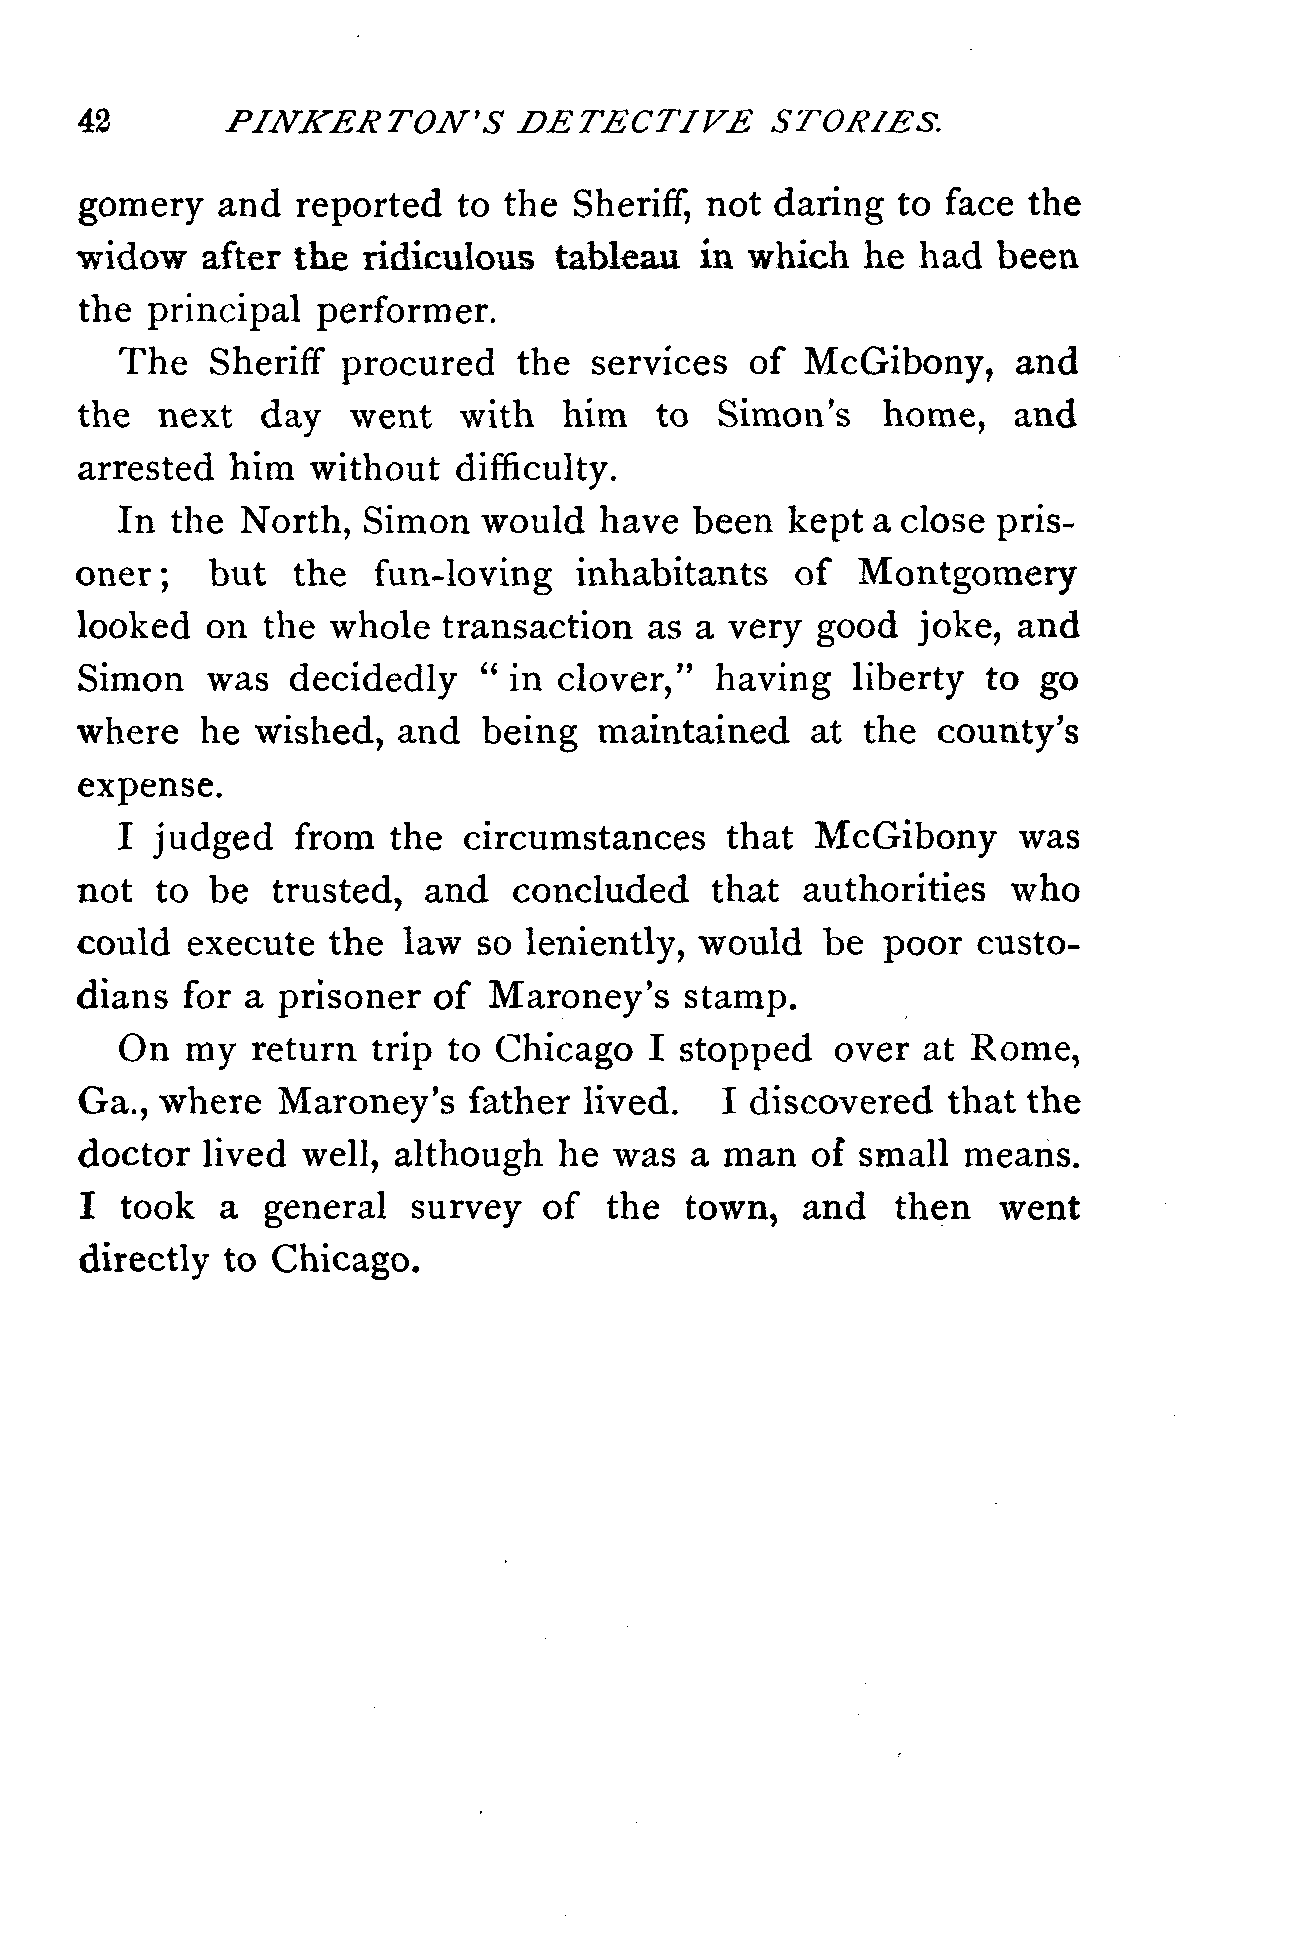 42 PINKERTON'S DETECTIVE STORIES.
gomery and reported to the Sheriff, not daring to face the
widow after the ridiculous tableau in which he had been
the principal performer.
The Sheriff procured the services of McGibony, and
the next day went with him to Simon's home, and
arrested him without difficulty.
In the North, Simon would have been kept a close pris-
oner; but the fun-loving inhabitants of Montgomery
looked on the whole transaction as a very good joke, and
Simon was decidedly " in clover," having liberty to go
where he wished, and being maintained at the county's
expense.
I judged from the circumstances that McGibony was
not to be trusted, and concluded that authorities who
could execute the law so leniently, would be poor custo-
dians for a prisoner of Maroney's stamp.
On my return trip to Chicago I stopped over at Rome,
Ga., where Maroney's father lived. I discovered that the
doctor lived well, although he was a man of small means.
I took a general survey of the town, and then went
directly to Chicago.